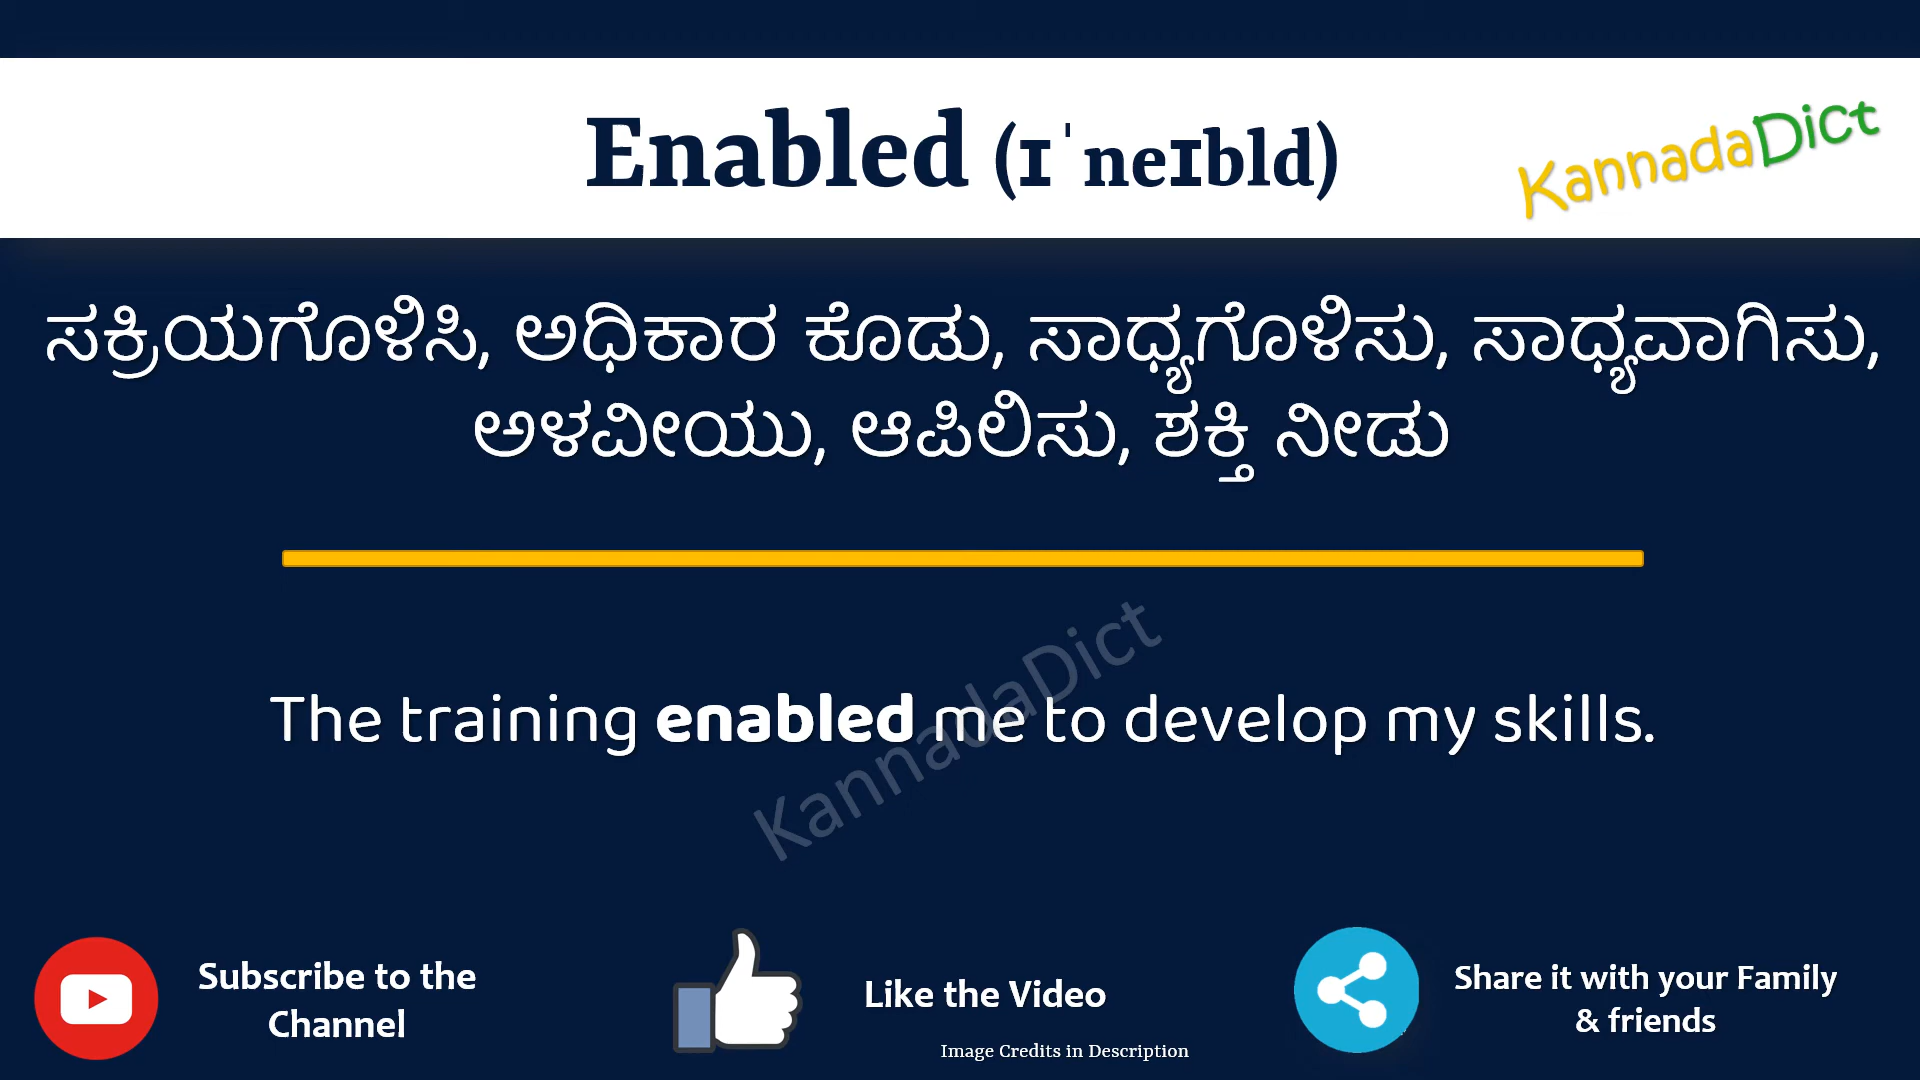 Enabled (ɪˈneɪbld)
KannadaDict
ಸಕ್ರಿಯಗೊಳಿಸಿ, ಅಧಿಕಾರ ಕೊಡು, ಸಾಧ್ಯಗೊಳಿಸು, ಸಾಧ್ಯವಾಗಿಸು,
ಅಳವೀಯು, ಆಪಿಲಿಸು, ಶಕ್ತಿ ನೀಡು
The training enabled me to develop my skills.
KannadaDict
Subscribe to the
Channel
Like the Video
Share it with your Family
& friends
Image Credits in Description